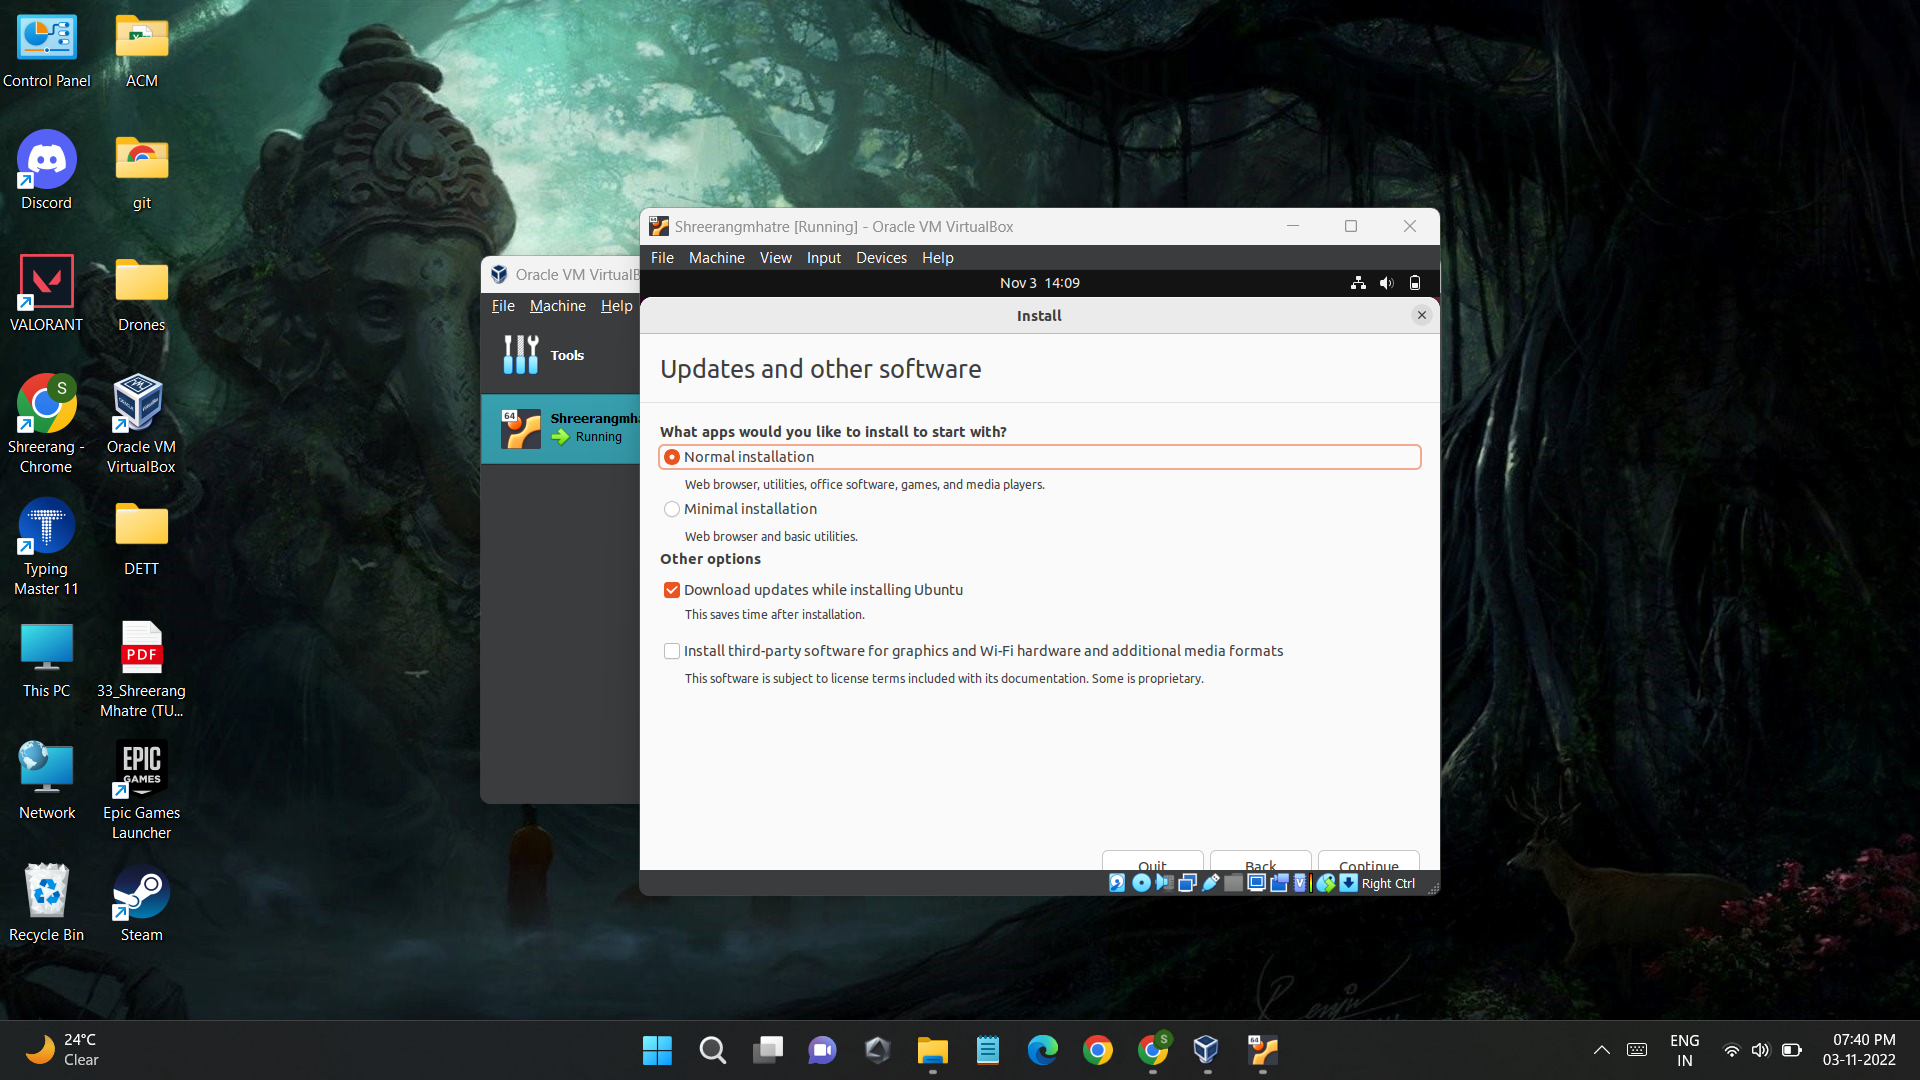 Control Panel
ACM
Discord
git
VALORANT
Drones
S
Shreerang -
Chrome
Oracle VM
VirtualBox
Typing
Master 11
DETT
This PC
PDF
33_Shreerang
Mhatre (TU...
Network
EPIC
GAMES
Epic Games
Launcher
Recycle Bin
Steam
Oracle VM VirtualB
File Machine Help
Tools
64
Shreerangmha
Running
Shreerangmhatre [Running] - Oracle VM VirtualBox
File Machine View Input Devices Help
Nov 3 14:09
Install
Updates and other software
What apps would you like to install to start with?
Normal installation
Web browser, utilities, office software, games, and media players.
Minimal installation
Web browser and basic utilities.
Other options
Download updates while installing Ubuntu
This saves time after installation.
Install third-party software for graphics and Wi-Fi hardware and additional media formats
This software is subject to license terms included with its documentation. Some is proprietary.
Quit Back Continue
Right Ctrl
24°C
Clear
S
64
ENG
IN
07:40 PM
03-11-2022